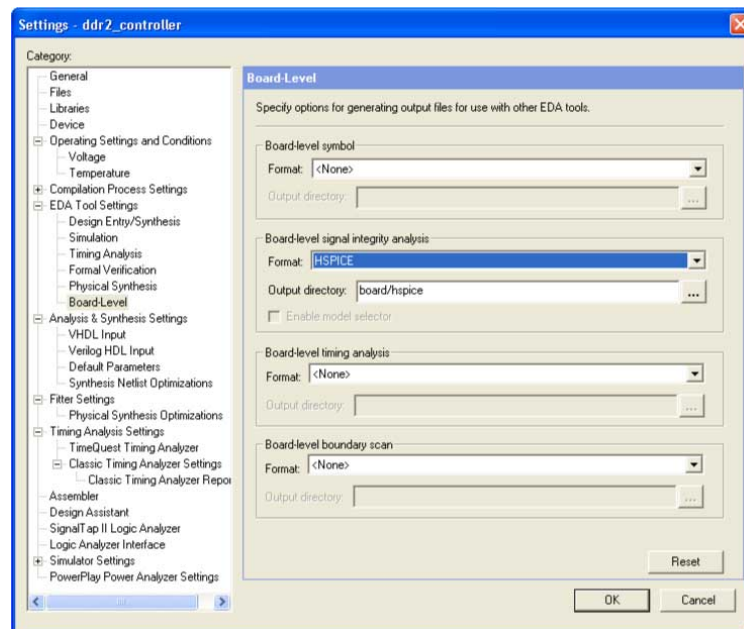 Settings - ddr2_controller
Category:
General
Files
Libraries
Device
Operating Settings and Conditions
Voltage
Temperature
Compilation Process Settings
EDA Tool Settings
Design Entry/Synthesis
Simulation
Timing Analysis
Formal Verification
Physical Synthesis
Board-Level
Analysis & Synthesis Settings
VHDL Input
Verilog HDL Input
Default Parameters
Synthesis Netlist Optimizations
Fitter Settings
Physical Synthesis Optimizations
Timing Analysis Settings
TimeQuest Timing Analyzer
Classic Timing Analyzer Settings
Classic Timing Analyzer Repor
Assembler
Design Assistant
SignalTap II Logic Analyzer
Logic Analyzer Interface
Simulator Settings
PowerPlay Power Analyzer Settings
Board-Level
Specify options for generating output files for use with other EDA tools.
Board-level symbol
Format: <None>
Output directory: ...
Board-level signal integrity analysis
Format: HSPICE
Output directory: board/hspice ...
Enable model selector
Board-level timing analysis
Format: <None>
Output directory: ...
Board-level boundary scan
Format: <None>
Output directory: ...
Reset
OK Cancel